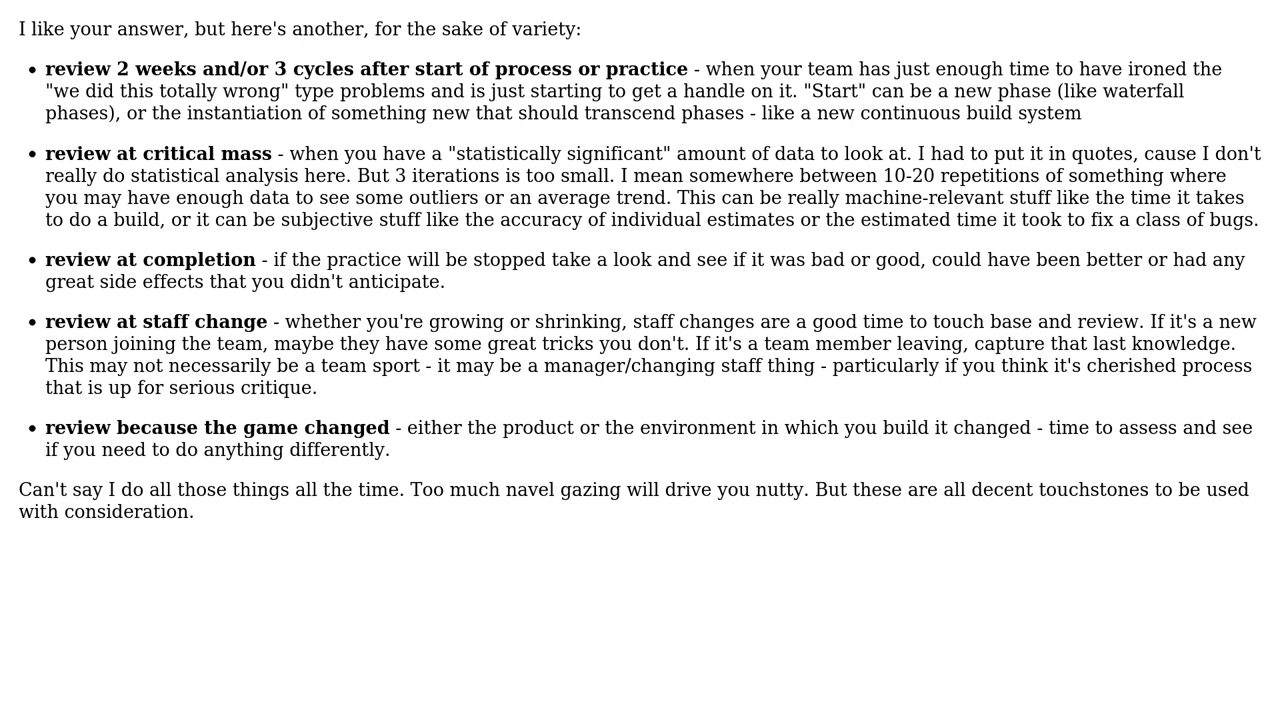 I like your answer, but here's another, for the sake of variety:
• review 2 weeks and/or 3 cycles after start of process or practice - when your team has just enough time to have ironed the
"we did this totally wrong" type problems and is just starting to get a handle on it. "Start" can be a new phase (like waterfall
phases), or the instantiation of something new that should transcend phases - like a new continuous build system
• review at critical mass - when you have a "statistically significant" amount of data to look at. I had to put it in quotes, cause I don't
really do statistical analysis here. But 3 iterations is too small. I mean somewhere between 10-20 repetitions of something where
you may have enough data to see some outliers or an average trend. This can be really machine-relevant stuff like the time it takes
to do a build, or it can be subjective stuff like the accuracy of individual estimates or the estimated time it took to fix a class of bugs.
• review at completion - if the practice will be stopped take a look and see if it was bad or good, could have been better or had any
great side effects that you didn't anticipate.
• review at staff change - whether you're growing or shrinking, staff changes are a good time to touch base and review. If it's a new
person joining the team, maybe they have some great tricks you don't. If it's a team member leaving, capture that last knowledge.
This may not necessarily be a team sport - it may be a manager/changing staff thing - particularly if you think it's cherished process
that is up for serious critique.
• review because the game changed - either the product or the environment in which you build it changed - time to assess and see
if you need to do anything differently.
Can't say I do all those things all the time. Too much navel gazing will drive you nutty. But these are all decent touchstones to be used
with consideration.